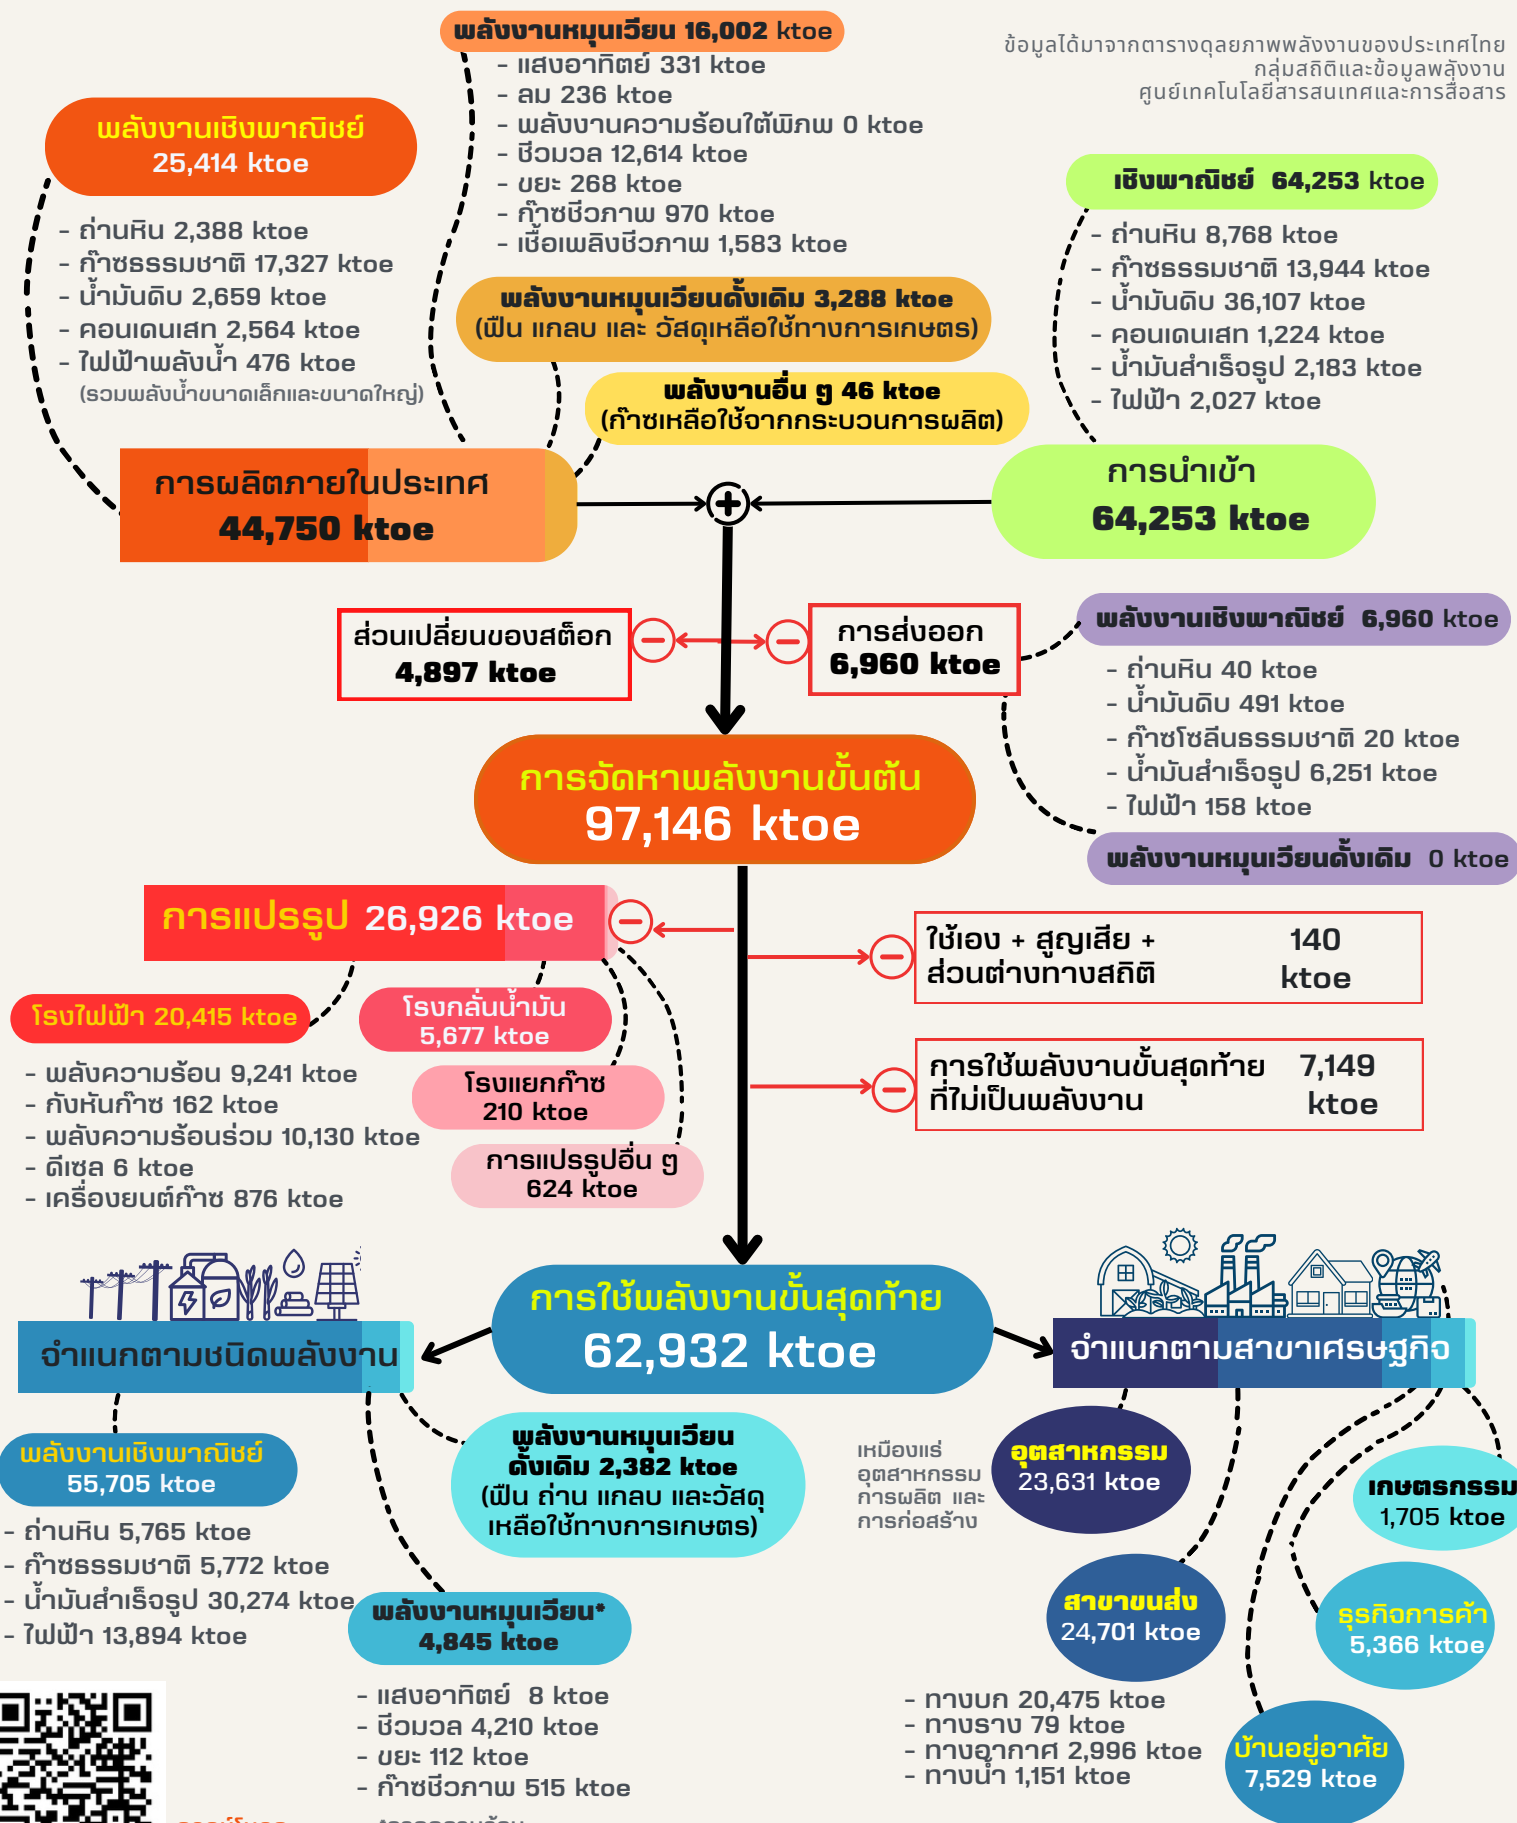 พลังงานหมุนเวียน 16,002 ktoe
- แสงอาทิตย์ 331 ktoe
- ลม 236 ktoe
- พลังงานความร้อนใต้พิภพ 0 ktoe
- ชีวมวล 12,614 ktoe
- ขยะ 268 ktoe
- ก๊าซชีวภาพ 970 ktoe
- เชื้อเพลิงชีวภาพ 1,583 ktoe
ข้อมูลได้มาจากตารางดุลยภาพพลังงานของประเทศไทย
กลุ่มสถิติและข้อมูลพลังงาน
ศูนย์เทคโนโลยีสารสนเทศและการสื่อสาร
พลังงานเชิงพาณิชย์
25,414 ktoe
- ถ่านหิน 2,388 ktoe
- ก๊าซธรรมชาติ 17,327 ktoe
- น้ำมันดิบ 2,659 ktoe
- คอนเดนเสท 2,564 ktoe
- ไฟฟ้าพลังน้ำ 476 ktoe
(รวมพลังน้ำขนาดเล็กและขนาดใหญ่)
พลังงานหมุนเวียนดั้งเดิม 3,288 ktoe
(ฟืน แกลบ และ วัสดุเหลือใช้ทางการเกษตร)
พลังงานอื่น ๆ 46 ktoe
(ก๊าซเหลือใช้จากกระบวนการผลิต)
เชิงพาณิชย์ 64,253 ktoe
- ถ่านหิน 8,768 ktoe
- ก๊าซธรรมชาติ 13,944 ktoe
- น้ำมันดิบ 36,107 ktoe
- คอนเดนเสท 1,224 ktoe
- น้ำมันสำเร็จรูป 2,183 ktoe
- ไฟฟ้า 2,027 ktoe
การผลิตภายในประเทศ
44,750 ktoe
การนำเข้า
64,253 ktoe
ส่วนเปลี่ยนของสต็อก
4,897 ktoe
การส่งออก
6,960 ktoe
พลังงานเชิงพาณิชย์ 6,960 ktoe
- ถ่านหิน 40 ktoe
- น้ำมันดิบ 491 ktoe
- ก๊าซโซลีนธรรมชาติ 20 ktoe
- น้ำมันสำเร็จรูป 6,251 ktoe
- ไฟฟ้า 158 ktoe
พลังงานหมุนเวียนดั้งเดิม 0 ktoe
การจัดหาพลังงานขั้นต้น
97,146 ktoe
การแปรรูป 26,926 ktoe
ใช้เอง + สูญเสีย + 140
ส่วนต่างทางสถิติ ktoe
โรงไฟฟ้า 20,415 ktoe
- พลังความร้อน 9,241 ktoe
- กังหันก๊าซ 162 ktoe
- พลังความร้อนร่วม 10,130 ktoe
- ดีเซล 6 ktoe
- เครื่องยนต์ก๊าซ 876 ktoe
โรงกลั่นน้ำมัน
5,677 ktoe
โรงแยกก๊าซ
210 ktoe
การแปรรูปอื่น ๆ
624 ktoe
การใช้พลังงานขั้นสุดท้าย 7,149
ที่ไม่เป็นพลังงาน ktoe
การใช้พลังงานขั้นสุดท้าย
62,932 ktoe
จำแนกตามชนิดพลังงาน
จำแนกตามสาขาเศรษฐกิจ
พลังงานเชิงพาณิชย์
55,705 ktoe
- ถ่านหิน 5,765 ktoe
- ก๊าซธรรมชาติ 5,772 ktoe
- น้ำมันสำเร็จรูป 30,274 ktoe
- ไฟฟ้า 13,894 ktoe
พลังงานหมุนเวียน
ดั้งเดิม 2,382 ktoe
(ฟืน ถ่าน แกลบ และวัสดุ
เหลือใช้ทางการเกษตร)
พลังงานหมุนเวียน*
4,845 ktoe
- แสงอาทิตย์ 8 ktoe
- ชีวมวล 4,210 ktoe
- ขยะ 112 ktoe
- ก๊าซชีวภาพ 515 ktoe
เหมืองแร่
อุตสาหกรรม
การผลิต และ
การก่อสร้าง
อุตสาหกรรม
23,631 ktoe
เกษตรกรรม
1,705 ktoe
สาขาขนส่ง
24,701 ktoe
- ทางบก 20,475 ktoe
- ทางราง 79 ktoe
- ทางอากาศ 2,996 ktoe
- ทางน้ำ 1,151 ktoe
ธุรกิจการค้า
5,366 ktoe
บ้านอยู่อาศัย
7,529 ktoe